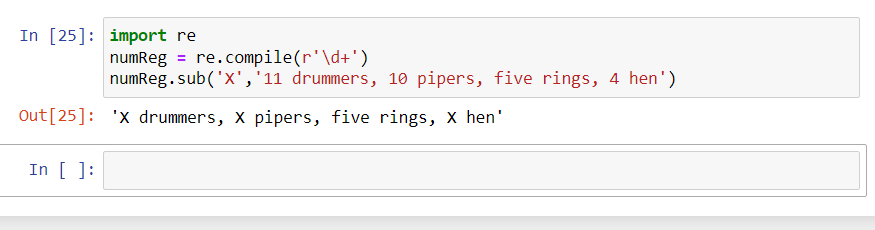 In [25]: import re
numReg = re.compile(r'\d+')
numReg.sub('X','11 drummers, 10 pipers, five rings, 4 hen')
Out[25]: 'X drummers, X pipers, five rings, X hen'
In [ ]: